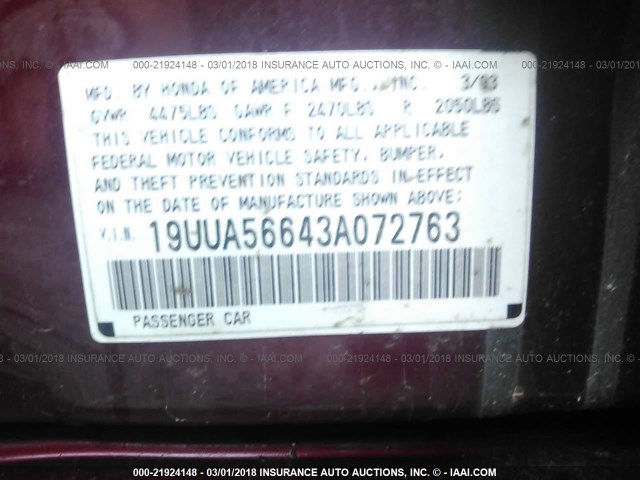 000-21924148 - 03/01/2018 INSURANCE AUTO AUCTIONS, INC. - © - IAAI.COM
MFD. BY HONDA OF AMERICA MFG., INC. 3/03
GVWR 4475LBS GAWR F 2470LBS R 2050LBS
THIS VEHICLE CONFORMS TO ALL APPLICABLE
FEDERAL MOTOR VEHICLE SAFETY, BUMPER,
AND THEFT PREVENTION STANDARDS IN EFFECT
ON THE DATE OF MANUFACTURE SHOWN ABOVE:
V.I.N. 19UUA56643A072763
PASSENGER CAR
000-21924148 - 03/01/2018 INSURANCE AUTO AUCTIONS, INC. - © - IAAI.COM
000-21924148 - 03/01/2018 INSURANCE AUTO AUCTIONS, INC. - © - IAAI.COM